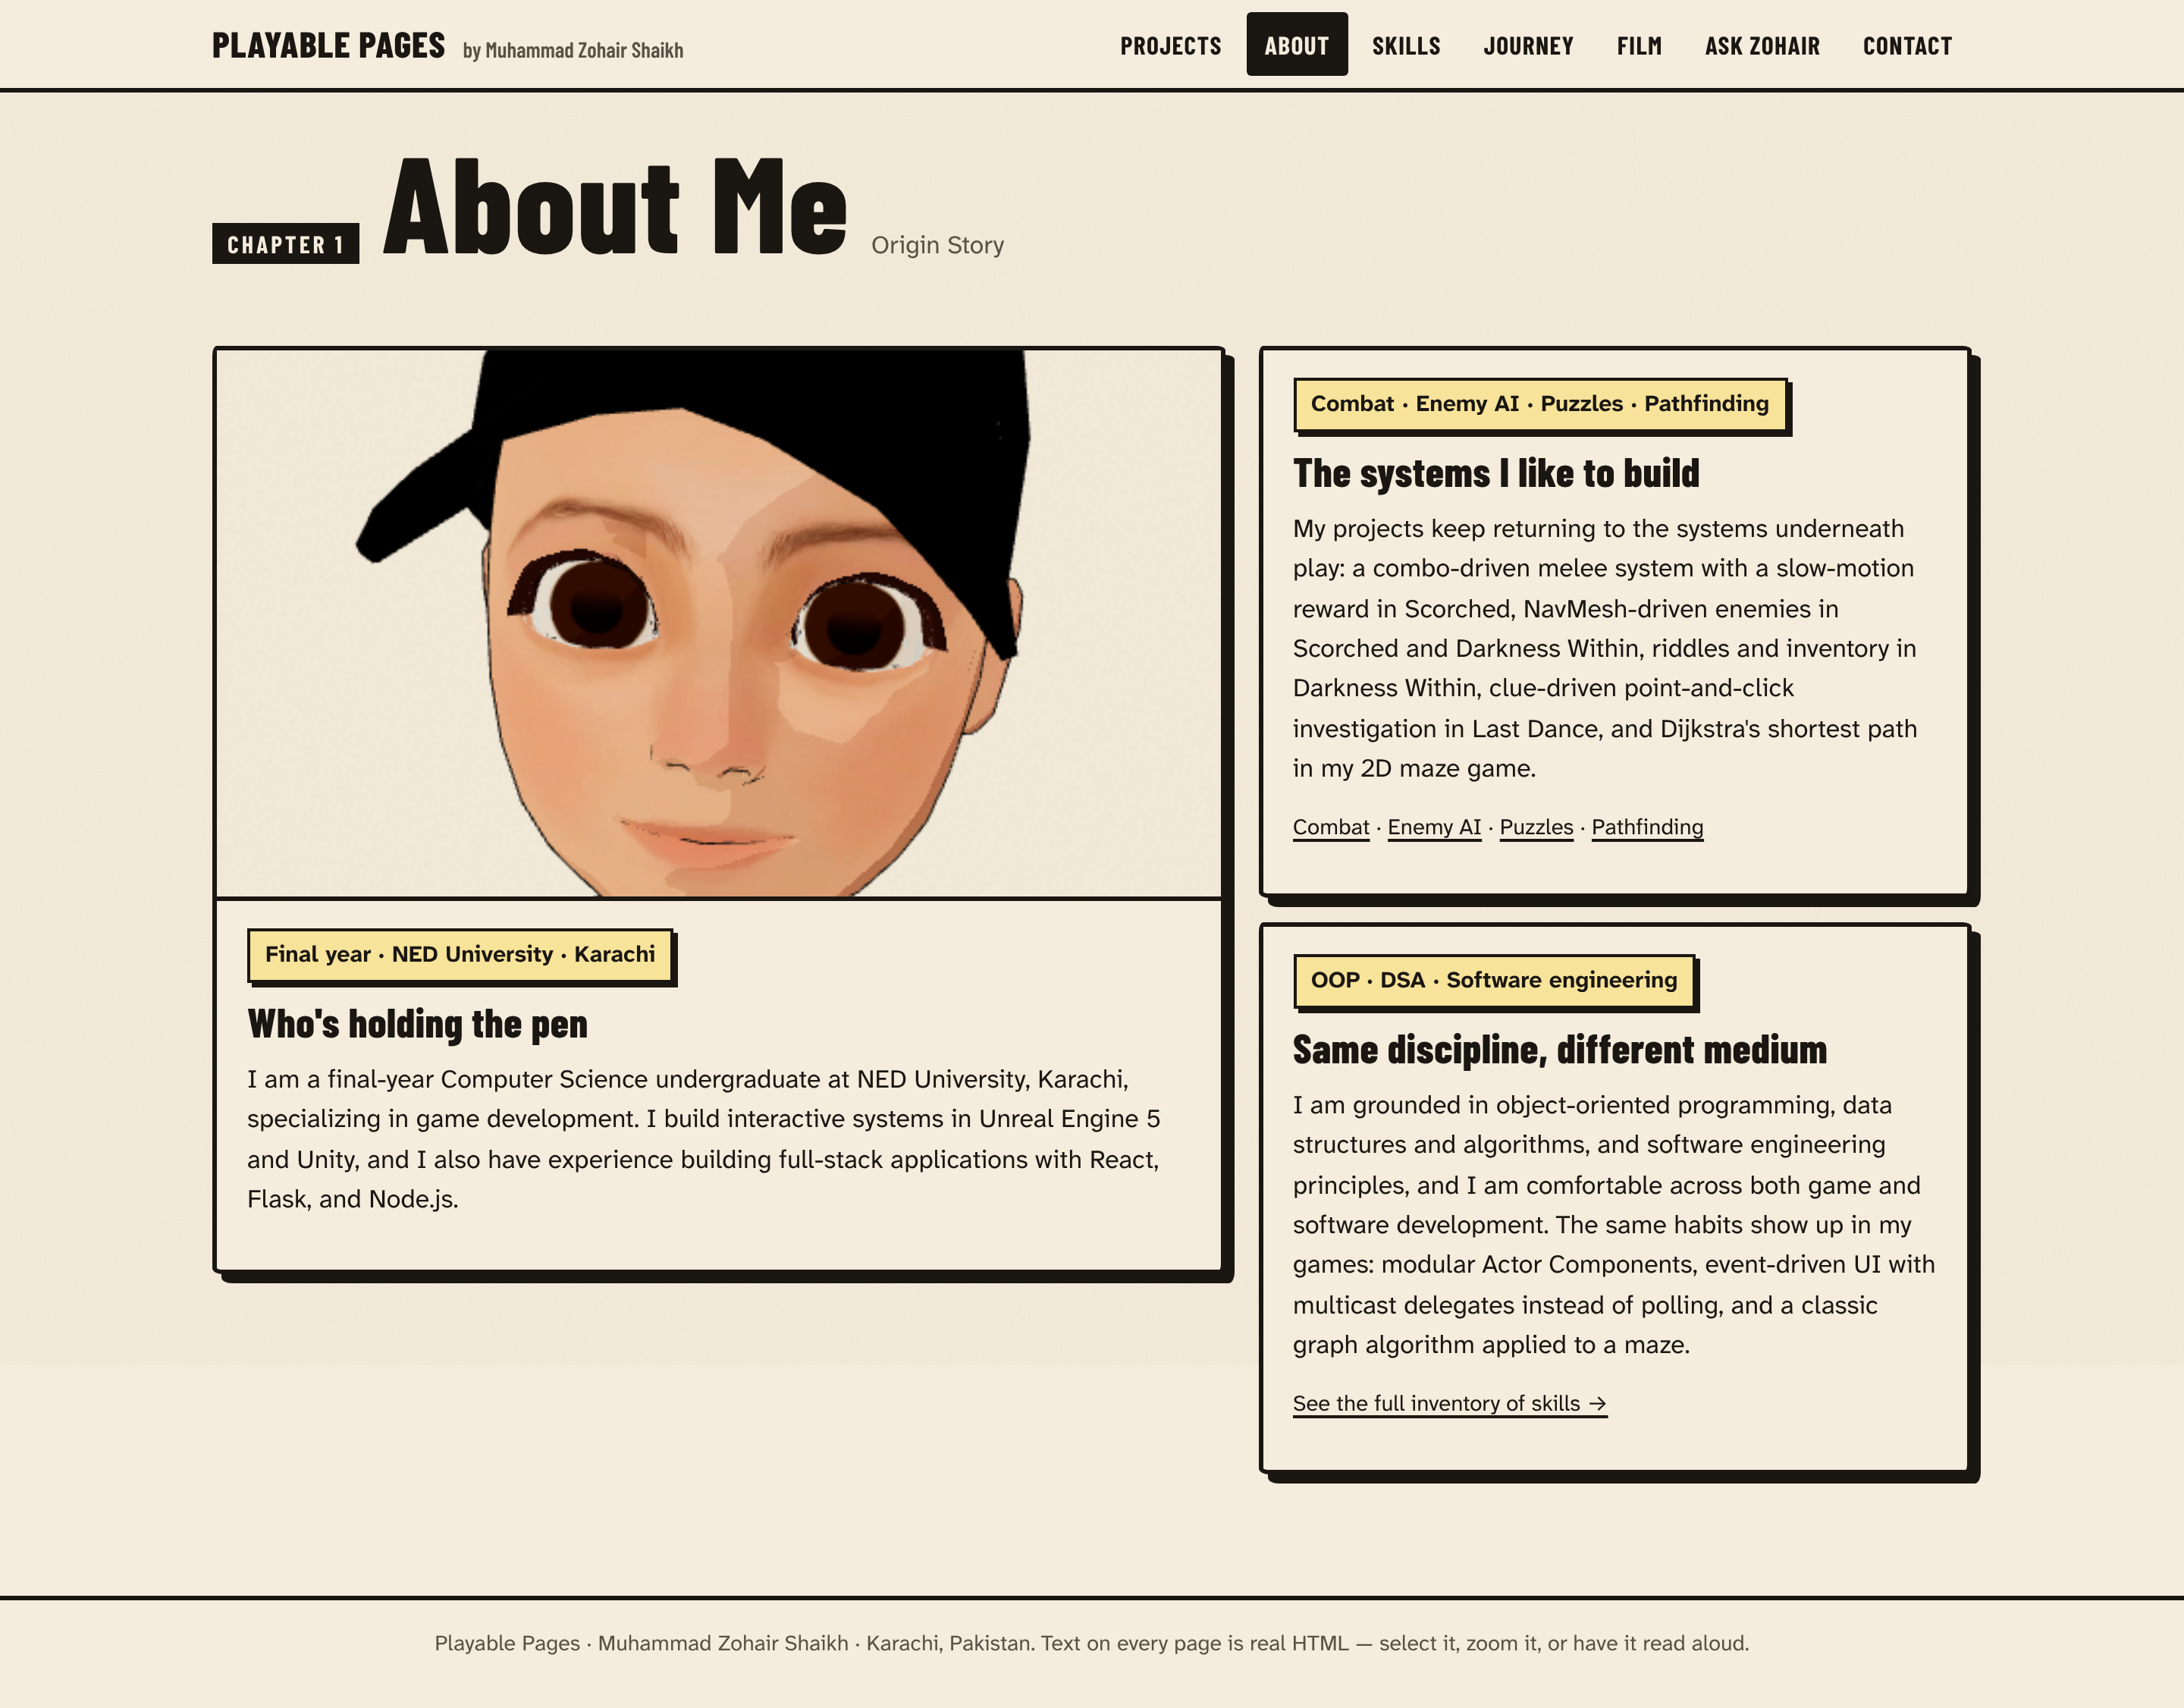 PLAYABLE PAGES by Muhammad Zohair Shaikh
PROJECTS ABOUT SKILLS JOURNEY FILM ASK ZOHAIR CONTACT
CHAPTER 1 About Me Origin Story
Final year · NED University · Karachi
Who's holding the pen
I am a final-year Computer Science undergraduate at NED University, Karachi,
specializing in game development. I build interactive systems in Unreal Engine 5
and Unity, and I also have experience building full-stack applications with React,
Flask, and Node.js.
Combat · Enemy AI · Puzzles · Pathfinding
The systems I like to build
My projects keep returning to the systems underneath
play: a combo-driven melee system with a slow-motion
reward in Scorched, NavMesh-driven enemies in
Scorched and Darkness Within, riddles and inventory in
Darkness Within, clue-driven point-and-click
investigation in Last Dance, and Dijkstra's shortest path
in my 2D maze game.
Combat · Enemy AI · Puzzles · Pathfinding
OOP · DSA · Software engineering
Same discipline, different medium
I am grounded in object-oriented programming, data
structures and algorithms, and software engineering
principles, and I am comfortable across both game and
software development. The same habits show up in my
games: modular Actor Components, event-driven UI with
multicast delegates instead of polling, and a classic
graph algorithm applied to a maze.
See the full inventory of skills →
Playable Pages · Muhammad Zohair Shaikh · Karachi, Pakistan. Text on every page is real HTML — select it, zoom it, or have it read aloud.